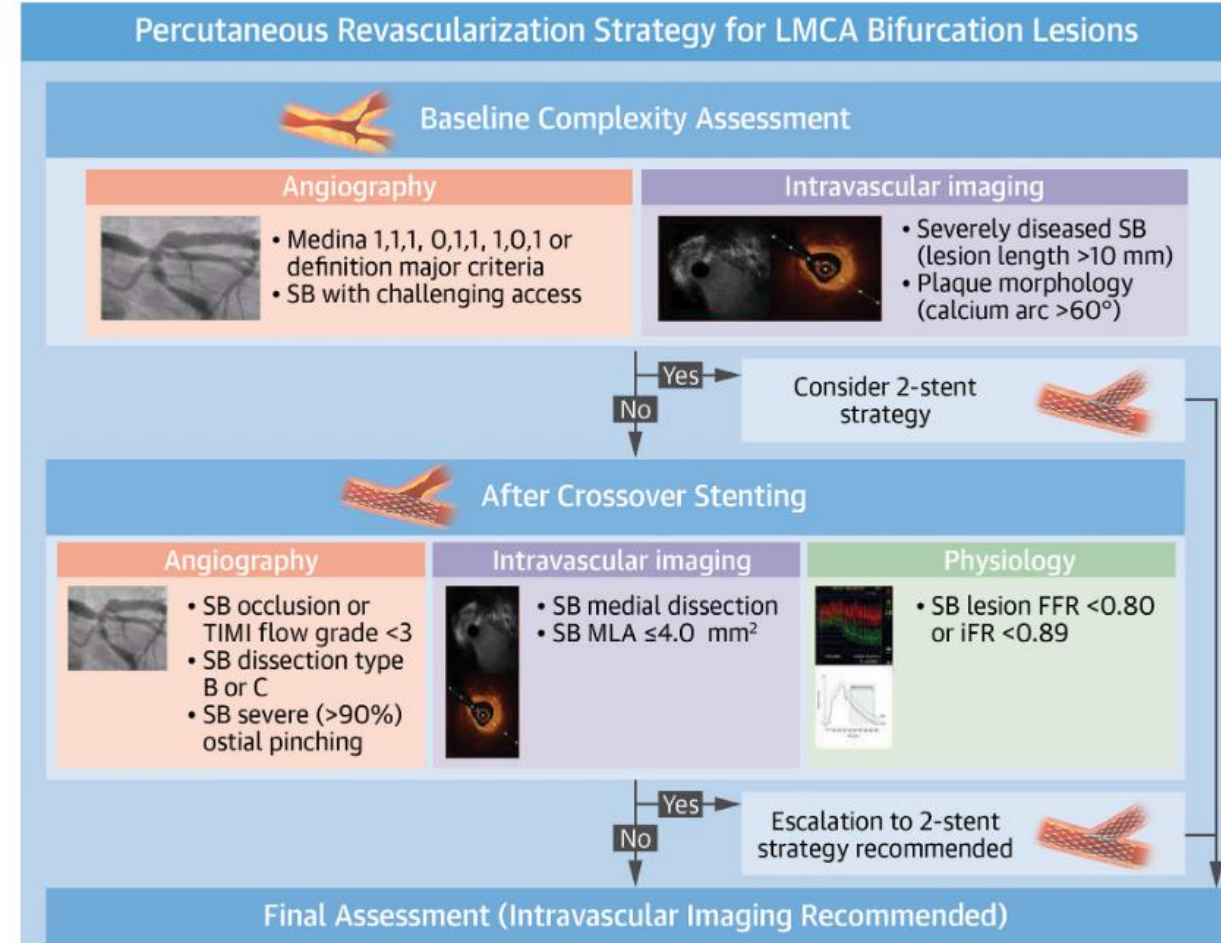 Percutaneous Revascularization Strategy for LMCA Bifurcation Lesions
Baseline Complexity Assessment
Angiography
• Medina 1,1,1, 0,1,1, 1,0,1 or
definition major criteria
• SB with challenging access
Intravascular imaging
• Severely diseased SB
(lesion length >10 mm)
• Plaque morphology
(calcium arc >60°)
Yes
No
Consider 2-stent
strategy
After Crossover Stenting
Angiography
• SB occlusion or
TIMI flow grade <3
• SB dissection type
B or C
• SB severe (>90%)
ostial pinching
Intravascular imaging
• SB medial dissection
• SB MLA ≤4.0 mm²
Physiology
• SB lesion FFR <0.80
or iFR <0.89
Yes
No
Escalation to 2-stent
strategy recommended
Final Assessment (Intravascular Imaging Recommended)